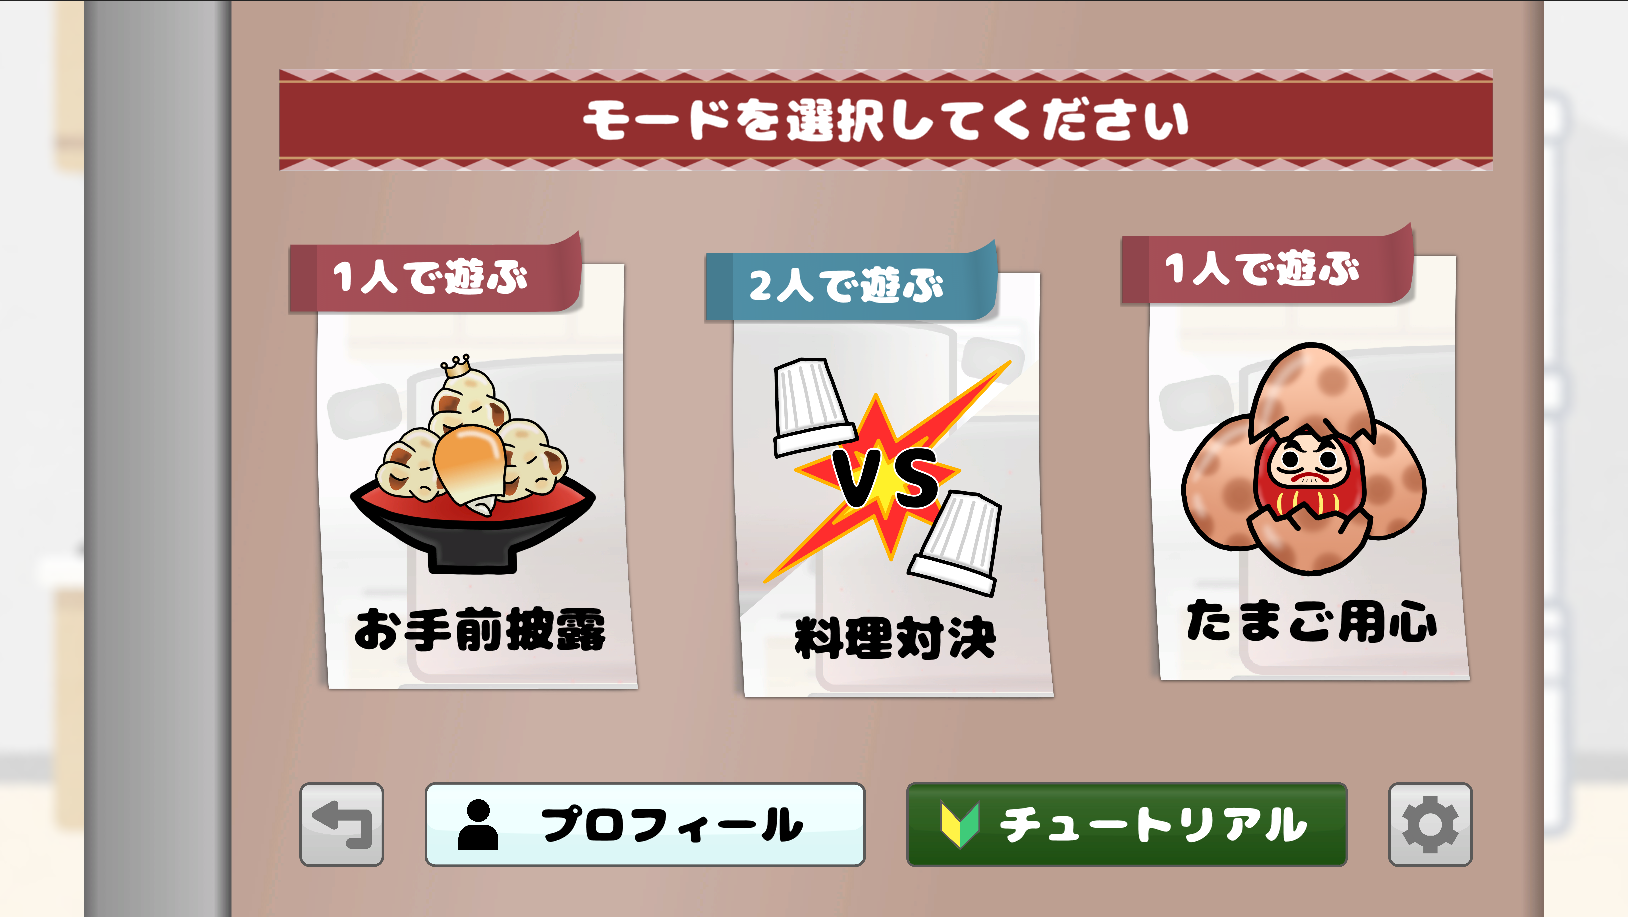 モードを選択してください
1人で遊ぶ
お手前披露
2人で遊ぶ
VS
料理対決
1人で遊ぶ
たまご用心
プロフィール
チュートリアル